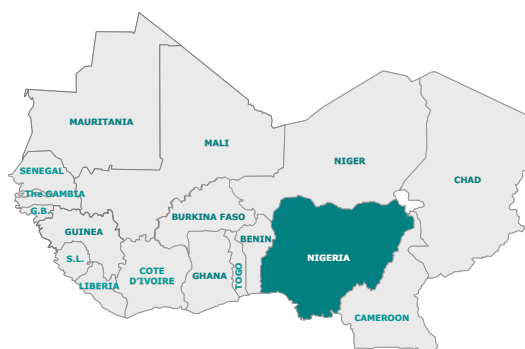 MAURITANIA
MALI
NIGER
CHAD
SENEGAL
The GAMBIA
G.B.
BURKINA FASO
GUINEA
BENIN
S.L.
COTE
D'IVOIRE
GHANA
TOGO
NIGERIA
LIBERIA
CAMEROON